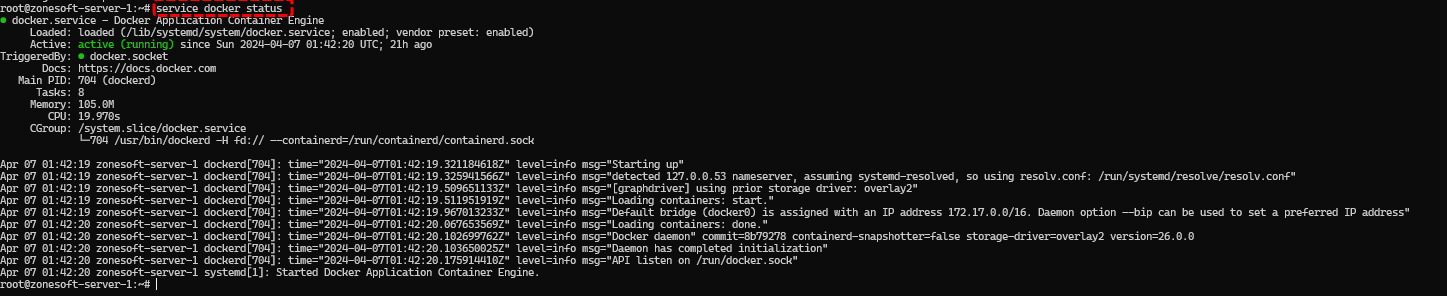 root@zonesoft-server-1:~# service docker status
● docker.service - Docker Application Container Engine
Loaded: loaded (/lib/systemd/system/docker.service; enabled; vendor preset: enabled)
Active: active (running) since Sun 2024-04-07 01:42:20 UTC; 21h ago
TriggeredBy: ● docker.socket
Docs: https://docs.docker.com
Main PID: 704 (dockerd)
Tasks: 8
Memory: 105.0M
CPU: 19.970s
CGroup: /system.slice/docker.service
└─704 /usr/bin/dockerd -H fd:// --containerd=/run/containerd/containerd.sock
Apr 07 01:42:19 zonesoft-server-1 dockerd[704]: time="2024-04-07T01:42:19.321184618Z" level=info msg="Starting up"
Apr 07 01:42:19 zonesoft-server-1 dockerd[704]: time="2024-04-07T01:42:19.325941566Z" level=info msg="detected 127.0.0.53 nameserver, assuming systemd-resolved, so using resolv.conf: /run/systemd/resolve/resolv.conf"
Apr 07 01:42:19 zonesoft-server-1 dockerd[704]: time="2024-04-07T01:42:19.509651133Z" level=info msg="[graphdriver] using prior storage driver: overlay2"
Apr 07 01:42:19 zonesoft-server-1 dockerd[704]: time="2024-04-07T01:42:19.511951919Z" level=info msg="Loading containers: start."
Apr 07 01:42:19 zonesoft-server-1 dockerd[704]: time="2024-04-07T01:42:19.967013233Z" level=info msg="Default bridge (docker0) is assigned with an IP address 172.17.0.0/16. Daemon option --bip can be used to set a preferred IP address"
Apr 07 01:42:20 zonesoft-server-1 dockerd[704]: time="2024-04-07T01:42:20.067653569Z" level=info msg="Loading containers: done."
Apr 07 01:42:20 zonesoft-server-1 dockerd[704]: time="2024-04-07T01:42:20.102699762Z" level=info msg="Docker daemon" commit=8b79278 containerd-snapshotter=false storage-driver=overlay2 version=26.0.0
Apr 07 01:42:20 zonesoft-server-1 dockerd[704]: time="2024-04-07T01:42:20.103650025Z" level=info msg="Daemon has completed initialization"
Apr 07 01:42:20 zonesoft-server-1 dockerd[704]: time="2024-04-07T01:42:20.175914410Z" level=info msg="API listen on /run/docker.sock"
Apr 07 01:42:20 zonesoft-server-1 systemd[1]: Started Docker Application Container Engine.
root@zonesoft-server-1:~#